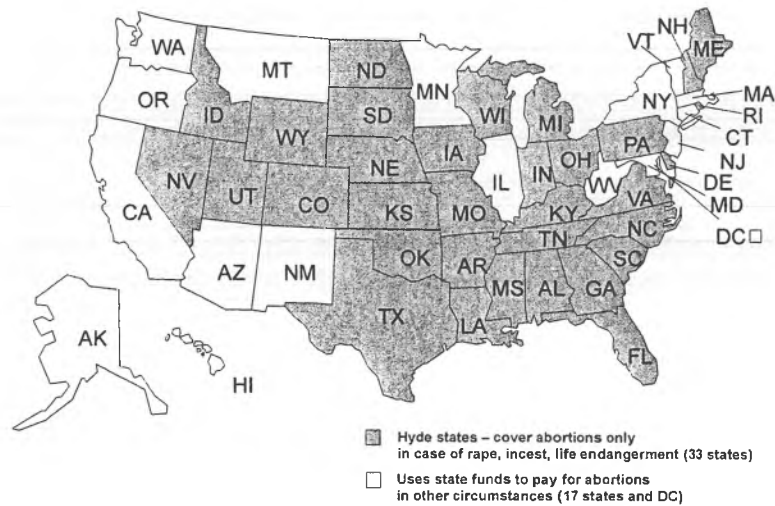 WA
MT
ND
MN
VT
NH
ME
OR
ID
SD
WI
NY
MA
RI
CT
WY
MI
IA
PA
NJ
NE
OH
DE
NV
UT
IL
IN
MD
CO
WV
VA
CA
KS
MO
KY
DC□
NC
TN
OK
AR
SC
AZ
NM
MS
AL
GA
TX
LA
AK
FL
HI
Hyde states – cover abortions only
in case of rape, incest, life endangerment (33 states)
Uses state funds to pay for abortions
in other circumstances (17 states and DC)